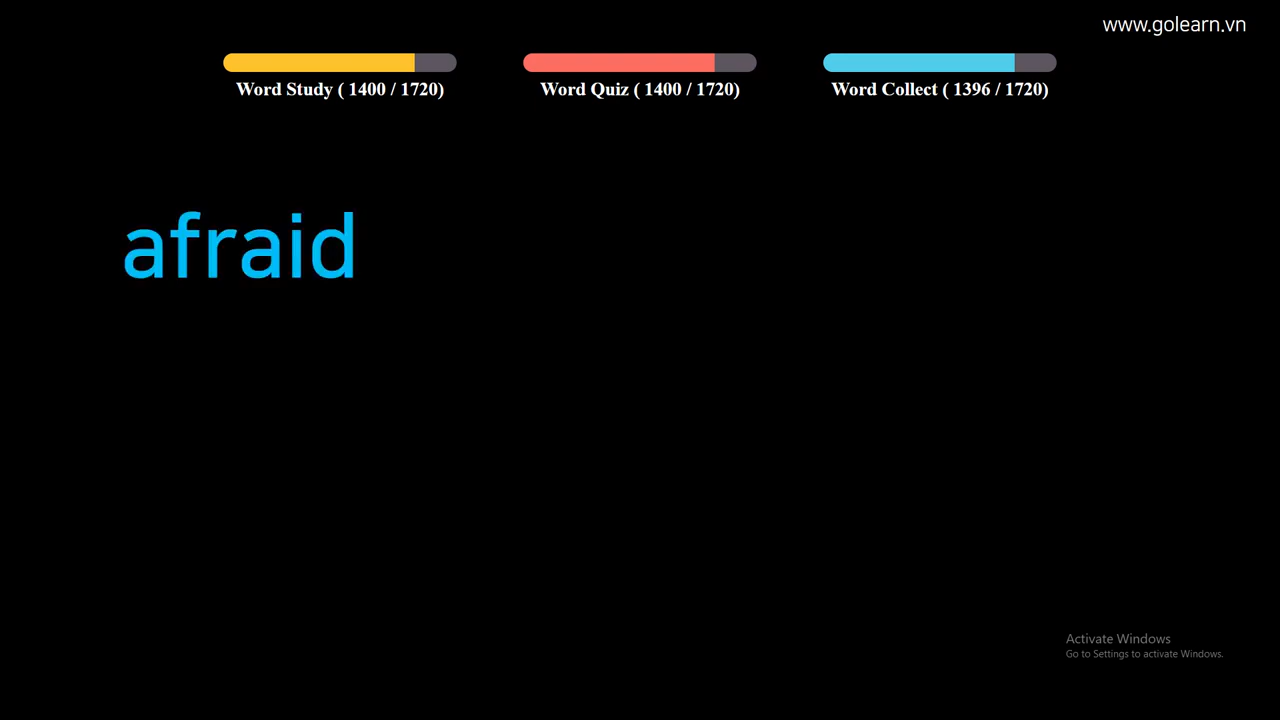 www.golearn.vn
Word Study ( 1400 / 1720)
Word Quiz ( 1400 / 1720)
Word Collect ( 1396 / 1720)
afraid
Activate Windows
Go to Settings to activate Windows.